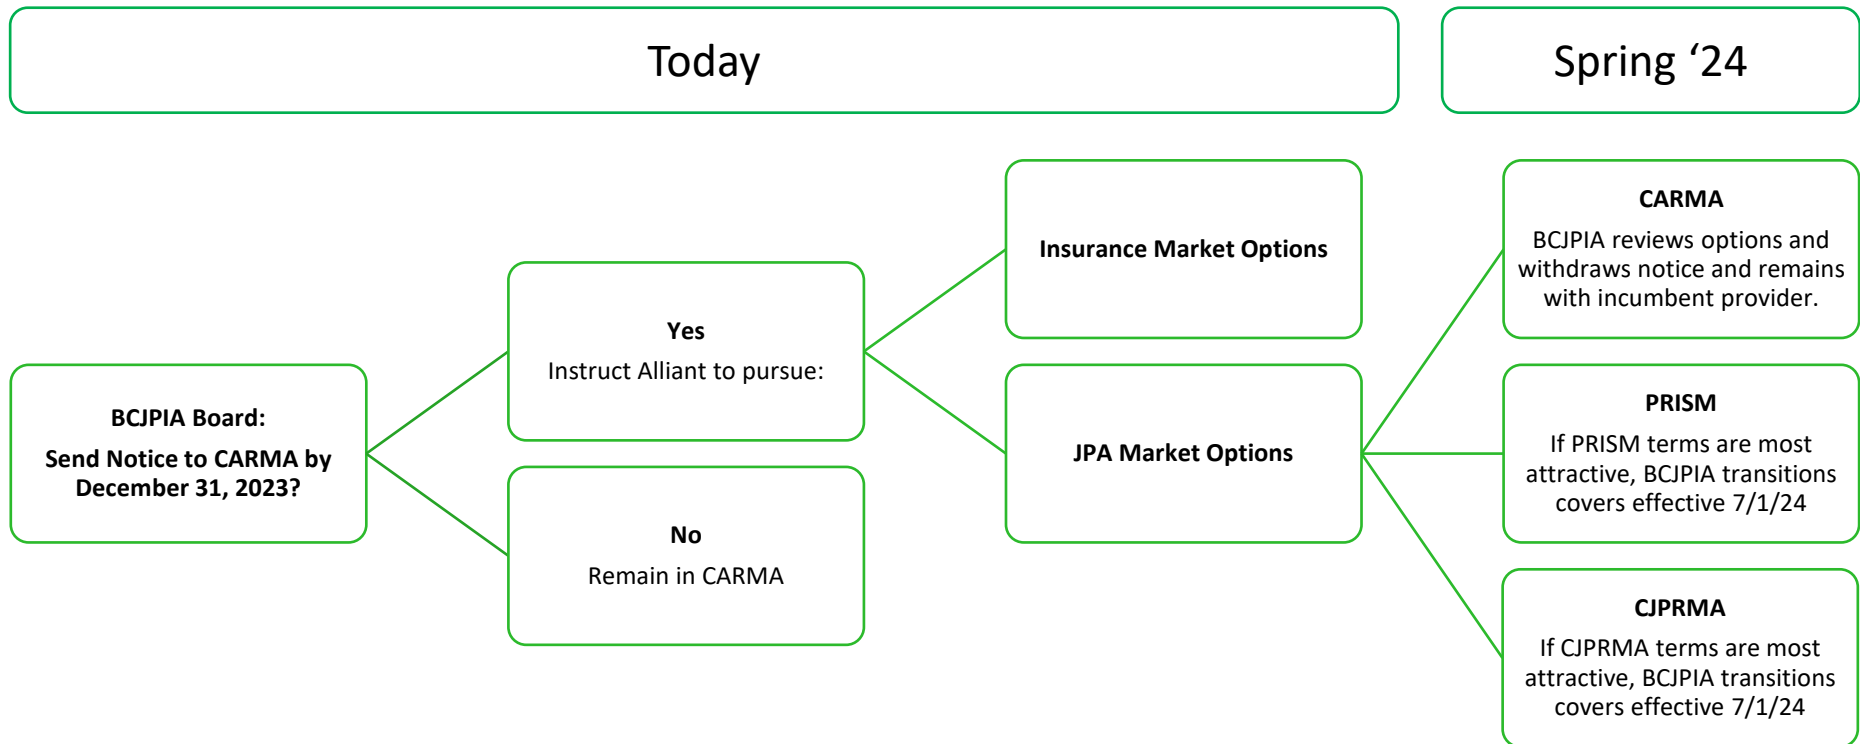 Today
Spring ‘24
BCJPIA Board:
Send Notice to CARMA by
December 31, 2023?
Yes
Instruct Alliant to pursue:
No
Remain in CARMA
Insurance Market Options
JPA Market Options
CARMA
BCJPIA reviews options and
withdraws notice and remains
with incumbent provider.
PRISM
If PRISM terms are most
attractive, BCJPIA transitions
covers effective 7/1/24
CJPRMA
If CJPRMA terms are most
attractive, BCJPIA transitions
covers effective 7/1/24